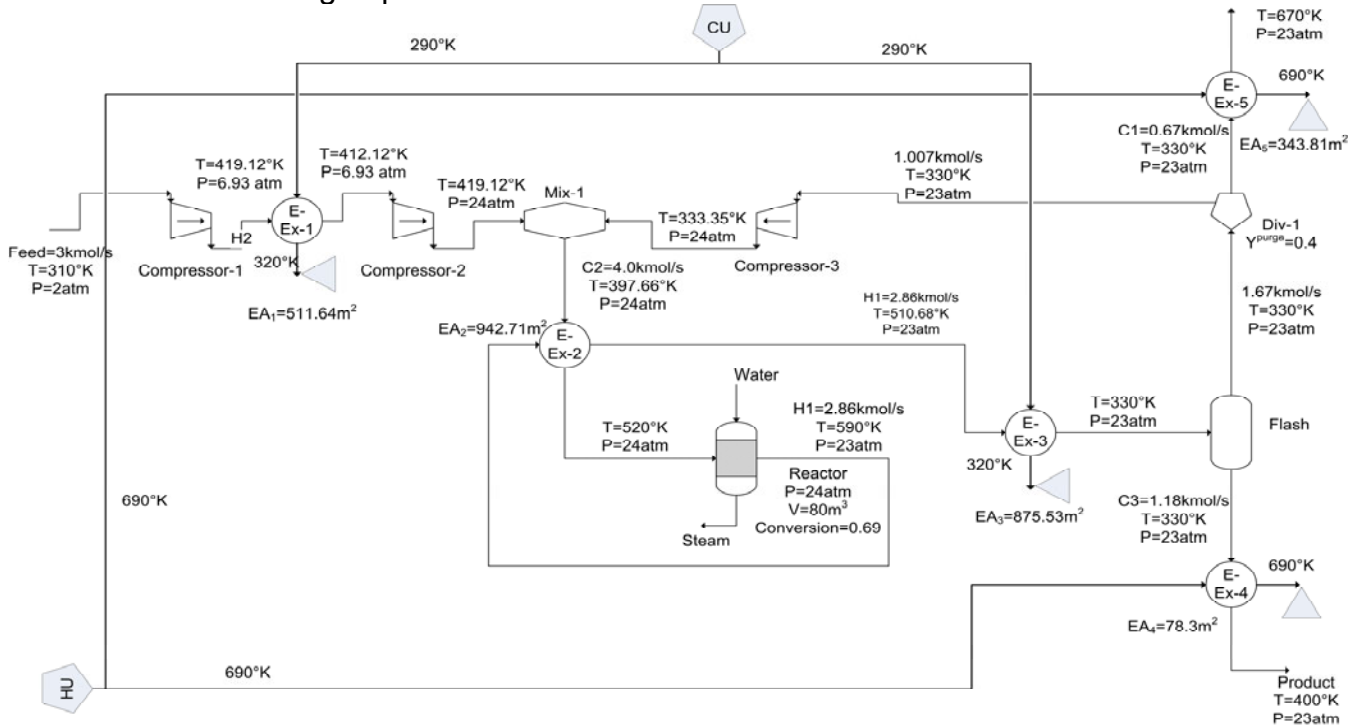 CU
290°K
290°K
T=670°K
P=23atm
E-
Ex-5
690°K
C1=0.67kmol/s
T=330°K
P=23atm
EA₅=343.81m²
T=419.12°K
P=6.93 atm
T=412.12°K
P=6.93 atm
1.007kmol/s
T=330°K
P=23atm
T=419.12°K
P=24atm
Mix-1
E-
Ex-1
H2
T=333.35°K
P=24atm
Div-1
Y^purge=0.4
Feed=3kmol/s
T=310°K
P=2atm
Compressor-1
320°K
Compressor-2
Compressor-3
EA₁=511.64m²
C2=4.0kmol/s
T=397.66°K
P=24atm
H1=2.86kmol/s
T=510.68°K
P=23atm
1.67kmol/s
T=330°K
P=23atm
EA₂=942.71m²
E-
Ex-2
Water
T=520°K
P=24atm
H1=2.86kmol/s
T=590°K
P=23atm
E-
Ex-3
T=330°K
P=23atm
Flash
320°K
Reactor
P=24atm
V=80m³
Conversion=0.69
Steam
EA₃=875.53m²
C3=1.18kmol/s
T=330°K
P=23atm
690°K
E-
Ex-4
690°K
EA₄=78.3m²
HU
690°K
Product
T=400°K
P=23atm